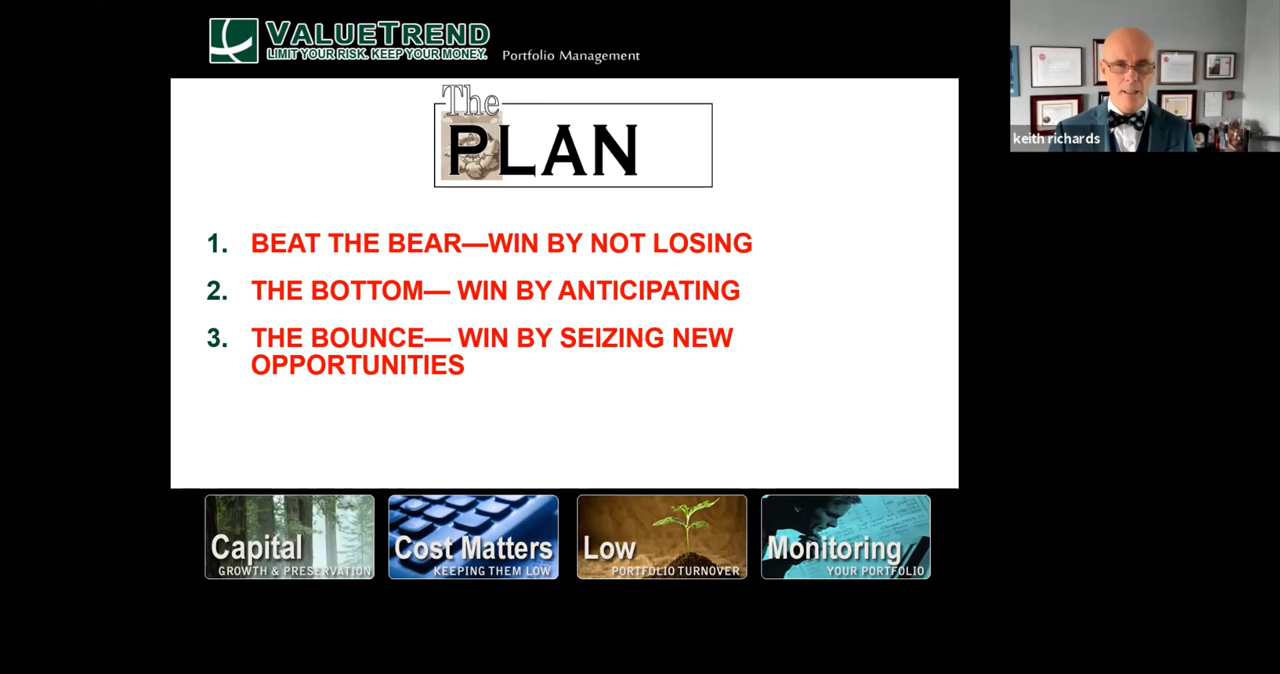 VALUETREND
LIMIT YOUR RISK. KEEP YOUR MONEY.
Portfolio Management
keith richards
The
PLAN
1. BEAT THE BEAR—WIN BY NOT LOSING
2. THE BOTTOM— WIN BY ANTICIPATING
3. THE BOUNCE— WIN BY SEIZING NEW
OPPORTUNITIES
Capital
GROWTH & PRESERVATION
Cost Matters
KEEPING THEM LOW
Low
PORTFOLIO TURNOVER
Monitoring
YOUR PORTFOLIO